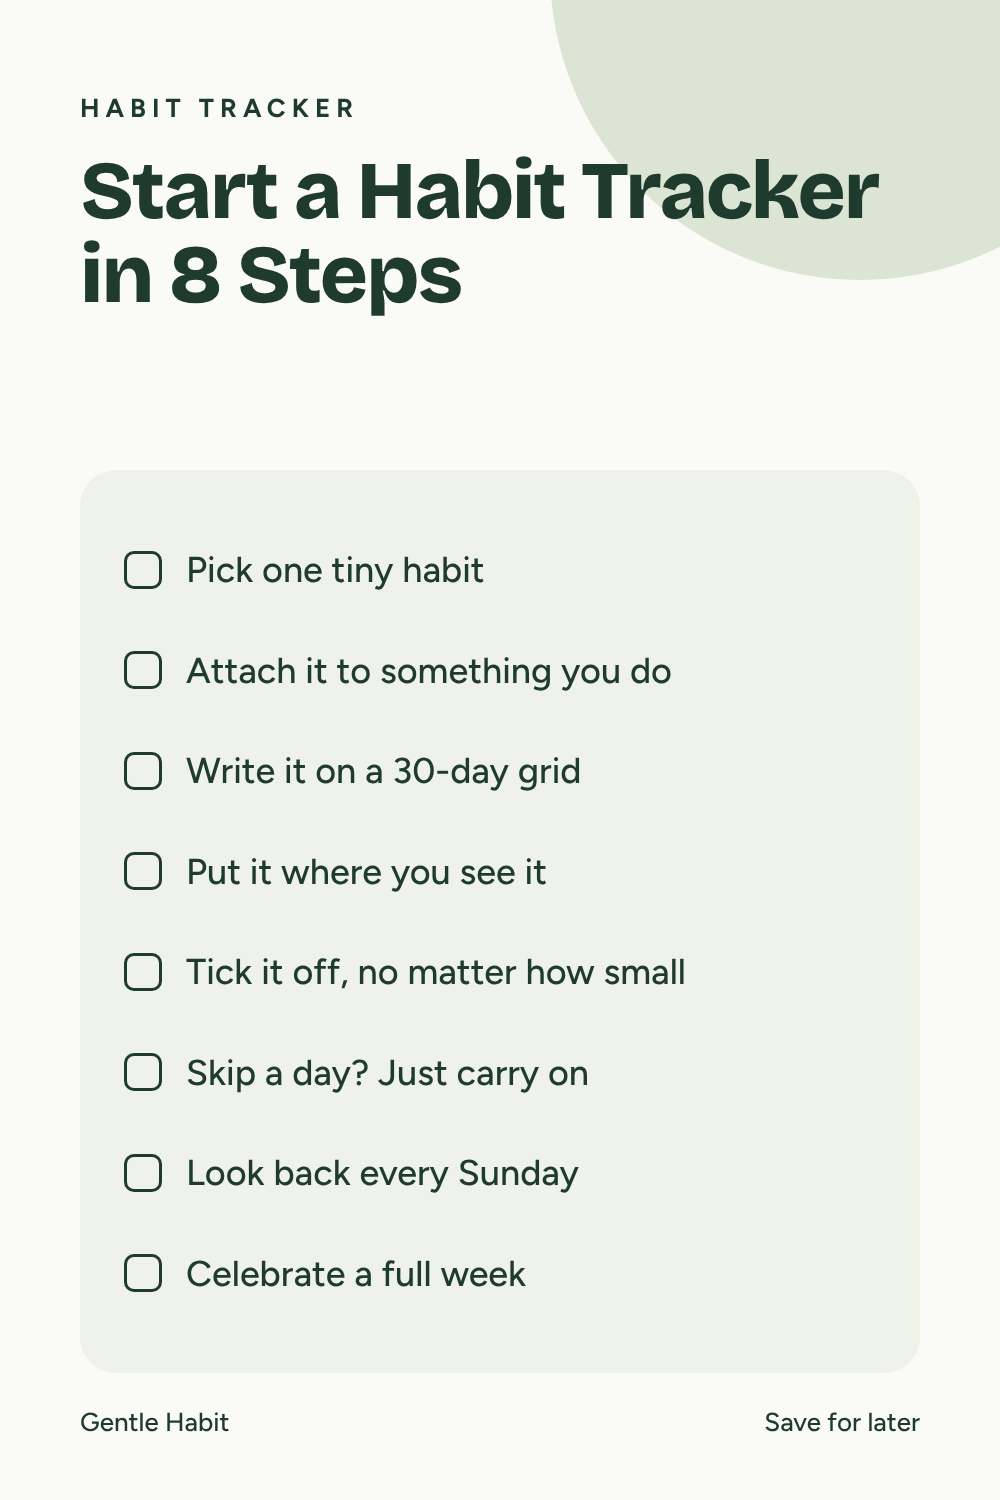 HABIT TRACKER
Start a Habit Tracker
in 8 Steps
Pick one tiny habit
Attach it to something you do
Write it on a 30-day grid
Put it where you see it
Tick it off, no matter how small
Skip a day? Just carry on
Look back every Sunday
Celebrate a full week
Gentle Habit
Save for later